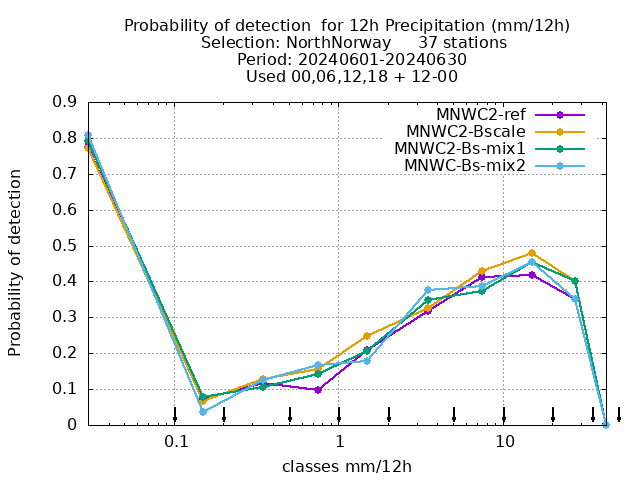 Probability of detection  for 12h Precipitation (mm/12h)
Selection: NorthNorway     37 stations
Period: 20240601-20240630
Used 00,06,12,18 + 12-00
MNWC2-ref
MNWC2-Bscale
MNWC2-Bs-mix1
MNWC-Bs-mix2
Probability of detection
0.9
0.8
0.7
0.6
0.5
0.4
0.3
0.2
0.1
0
0.1 1 10
classes mm/12h